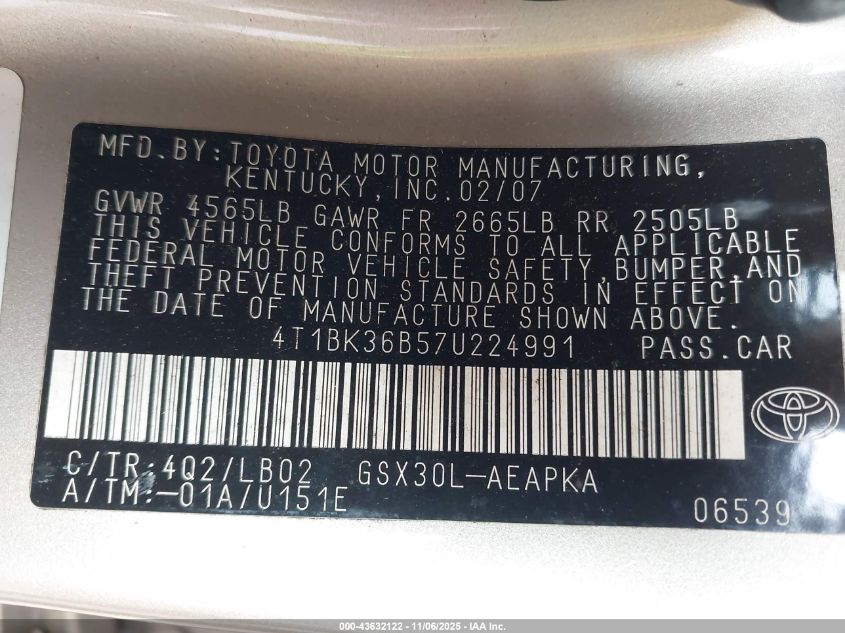 MFD.BY:TOYOTA MOTOR MANUFACTURING,
KENTUCKY,INC.02/07
GVWR 4565LB GAWR FR 2665LB RR 2505LB
THIS VEHICLE CONFORMS TO ALL APPLICABLE
FEDERAL MOTOR VEHICLE SAFETY,BUMPER,AND
THEFT PREVENTION STANDARDS IN EFFECT ON
THE DATE OF MANUFACTURE SHOWN ABOVE.
4T1BK36B57U224991 PASS.CAR
C/TR:4Q2/LB02 GSX30L-AEAPKA
A/TM:-01A/U151E 06539
000-43632122 - 11/06/2025 - IAA Inc.